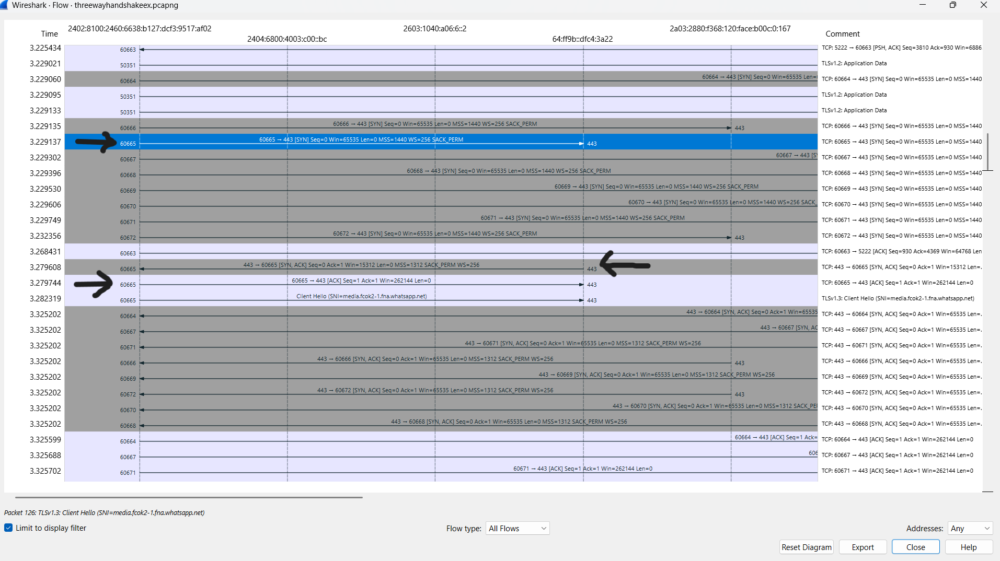 Wireshark · Flow · threewayhandshakeex.pcapng
Time 2402:8100:2460:6638:b127:dcf3:9517:af02 2404:6800:4003:c00::bc 2603:1040:a06:6::2 64:ff9b::dfc4:3a22 2a03:2880:f368:120:face:b00c:0:167 Comment
3.225434 60663 TCP: 5222 → 60663 [PSH, ACK] Seq=3810 Ack=930 Win=6886
3.229021 50351 TLSv1.2: Application Data
3.229060 60664 60664 → 443 [SYN] Seq=0 Win=65535 Len= TCP: 60664 → 443 [SYN] Seq=0 Win=65535 Len=0 MSS=1440
3.229095 50351 TLSv1.2: Application Data
3.229133 50351 TLSv1.2: Application Data
3.229135 60666 60666 → 443 [SYN] Seq=0 Win=65535 Len=0 MSS=1440 WS=256 SACK_PERM 443 TCP: 60666 → 443 [SYN] Seq=0 Win=65535 Len=0 MSS=1440
3.229137 60665 60665 → 443 [SYN] Seq=0 Win=65535 Len=0 MSS=1440 WS=256 SACK_PERM 443 TCP: 60665 → 443 [SYN] Seq=0 Win=65535 Len=0 MSS=1440
3.229302 60667 60667 → 443 [SY TCP: 60667 → 443 [SYN] Seq=0 Win=65535 Len=0 MSS=1440
3.229396 60668 60668 → 443 [SYN] Seq=0 Win=65535 Len=0 MSS=1440 WS=256 SACK_PERM TCP: 60668 → 443 [SYN] Seq=0 Win=65535 Len=0 MSS=1440
3.229530 60669 60669 → 443 [SYN] Seq=0 Win=65535 Len=0 MSS=1440 WS=256 SACK_PERM TCP: 60669 → 443 [SYN] Seq=0 Win=65535 Len=0 MSS=1440
3.229606 60670 60670 → 443 [SYN] Seq=0 Win=65535 Len=0 MSS=1440 WS=256 SACK_ TCP: 60670 → 443 [SYN] Seq=0 Win=65535 Len=0 MSS=1440
3.229749 60671 60671 → 443 [SYN] Seq=0 Win=65535 Len=0 MSS=1440 WS=256 SACK_PERM TCP: 60671 → 443 [SYN] Seq=0 Win=65535 Len=0 MSS=1440
3.232356 60672 60672 → 443 [SYN] Seq=0 Win=65535 Len=0 MSS=1440 WS=256 SACK_PERM 443 TCP: 60672 → 443 [SYN] Seq=0 Win=65535 Len=0 MSS=1440
3.268431 60663 TCP: 60663 → 5222 [ACK] Seq=930 Ack=4369 Win=64768 Len
3.279608 60665 443 → 60665 [SYN, ACK] Seq=0 Ack=1 Win=15312 Len=0 MSS=1312 SACK_PERM WS=256 443 TCP: 443 → 60665 [SYN, ACK] Seq=0 Ack=1 Win=15312 Len=.
3.279744 60665 60665 → 443 [ACK] Seq=1 Ack=1 Win=262144 Len=0 443 TCP: 60665 → 443 [ACK] Seq=1 Ack=1 Win=262144 Len=0
3.282319 60665 Client Hello (SNI=media.fcok2-1.fna.whatsapp.net) 443 TLSv1.3: Client Hello (SNI=media.fcok2-1.fna.whatsapp.net)
3.325202 60664 443 → 60664 [SYN, ACK] Seq=0 Ack=1 Win=65535 TCP: 443 → 60664 [SYN, ACK] Seq=0 Ack=1 Win=65535 Len=.
3.325202 60667 443 → 60667 [SYN, AC TCP: 443 → 60667 [SYN, ACK] Seq=0 Ack=1 Win=65535 Len=.
3.325202 60671 443 → 60671 [SYN, ACK] Seq=0 Ack=1 Win=65535 Len=0 MSS=1312 SACK_PERM WS=256 TCP: 443 → 60671 [SYN, ACK] Seq=0 Ack=1 Win=65535 Len=.
3.325202 60666 443 → 60666 [SYN, ACK] Seq=0 Ack=1 Win=65535 Len=0 MSS=1312 SACK_PERM WS=256 443 TCP: 443 → 60666 [SYN, ACK] Seq=0 Ack=1 Win=65535 Len=.
3.325202 60669 443 → 60669 [SYN, ACK] Seq=0 Ack=1 Win=65535 Len=0 MSS=1312 SACK_PERM WS=256 TCP: 443 → 60669 [SYN, ACK] Seq=0 Ack=1 Win=65535 Len=.
3.325202 60672 443 → 60672 [SYN, ACK] Seq=0 Ack=1 Win=65535 Len=0 MSS=1312 SACK_PERM WS=256 443 TCP: 443 → 60672 [SYN, ACK] Seq=0 Ack=1 Win=65535 Len=.
3.325202 60670 443 → 60670 [SYN, ACK] Seq=0 Ack=1 Win=65535 Len=0 MSS=1312 SACK_PE TCP: 443 → 60670 [SYN, ACK] Seq=0 Ack=1 Win=65535 Len=.
3.325202 60668 443 → 60668 [SYN, ACK] Seq=0 Ack=1 Win=65535 Len=0 MSS=1312 SACK_PERM WS=256 TCP: 443 → 60668 [SYN, ACK] Seq=0 Ack=1 Win=65535 Len=.
3.325599 60664 60664 → 443 [ACK] Seq=1 Ack= TCP: 60664 → 443 [ACK] Seq=1 Ack=1 Win=262144 Len=0
3.325688 60667 606 TCP: 60667 → 443 [ACK] Seq=1 Ack=1 Win=262144 Len=0
3.325702 60671 60671 → 443 [ACK] Seq=1 Ack=1 Win=262144 Len=0 TCP: 60671 → 443 [ACK] Seq=1 Ack=1 Win=262144 Len=0
Packet 126: TLSv1.3: Client Hello (SNI=media.fcok2-1.fna.whatsapp.net)
Limit to display filter Flow type: All Flows Addresses: Any
Reset Diagram Export Close Help